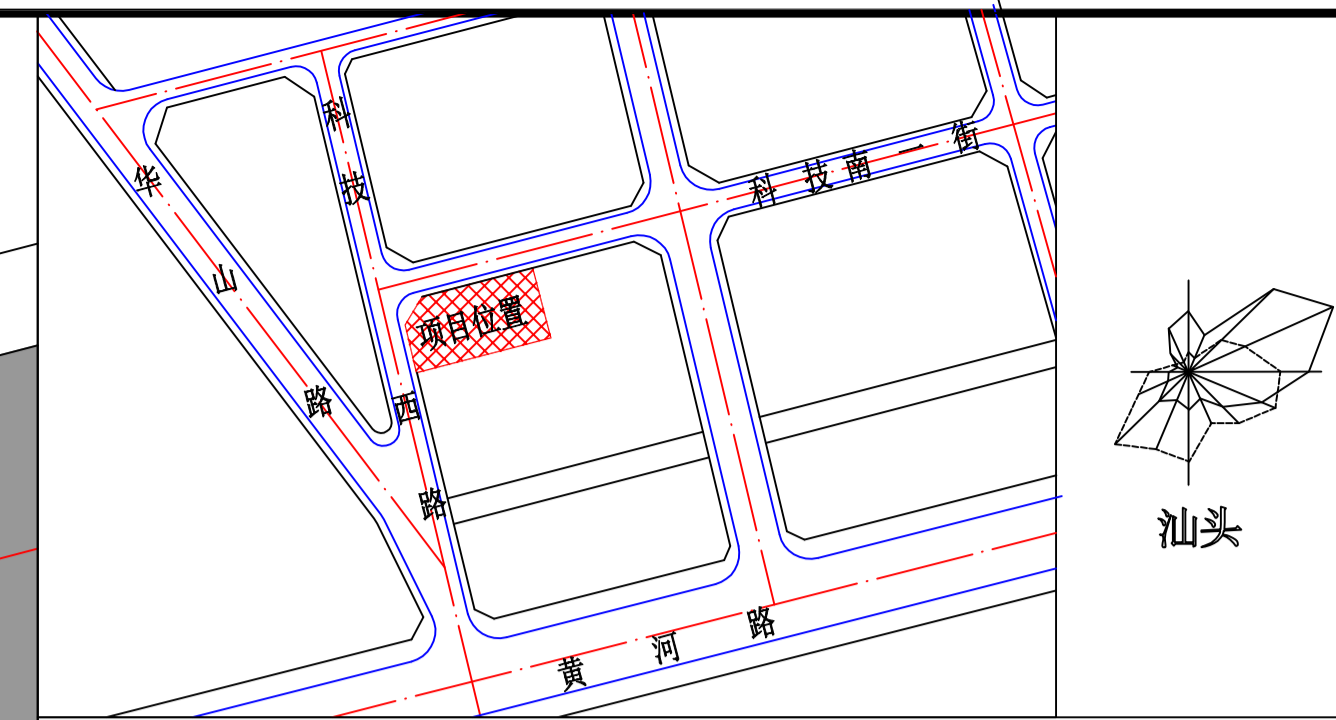 科技西路
华山路
科技南一街
项目位置
黄河路
汕头